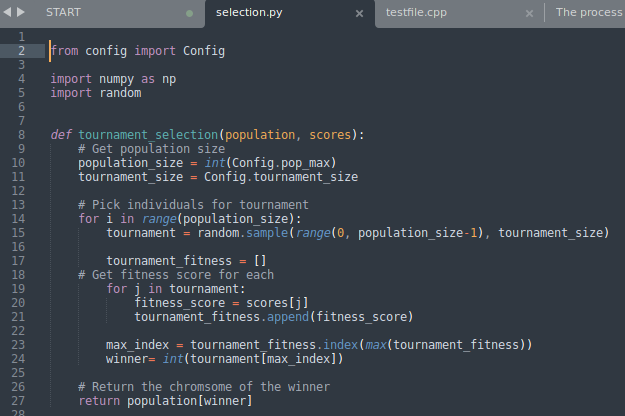 START selection.py × testfile.cpp × The process
1
2 from config import Config
3
4 import numpy as np
5 import random
6
7
8 def tournament_selection(population, scores):
9 # Get population size
10 population_size = int(Config.pop_max)
11 tournament_size = Config.tournament_size
12
13 # Pick individuals for tournament
14 for i in range(population_size):
15 tournament = random.sample(range(0, population_size-1), tournament_size)
16
17 tournament_fitness = []
18 # Get fitness score for each
19 for j in tournament:
20 fitness_score = scores[j]
21 tournament_fitness.append(fitness_score)
22
23 max_index = tournament_fitness.index(max(tournament_fitness))
24 winner= int(tournament[max_index])
25
26 # Return the chromsome of the winner
27 return population[winner]
28